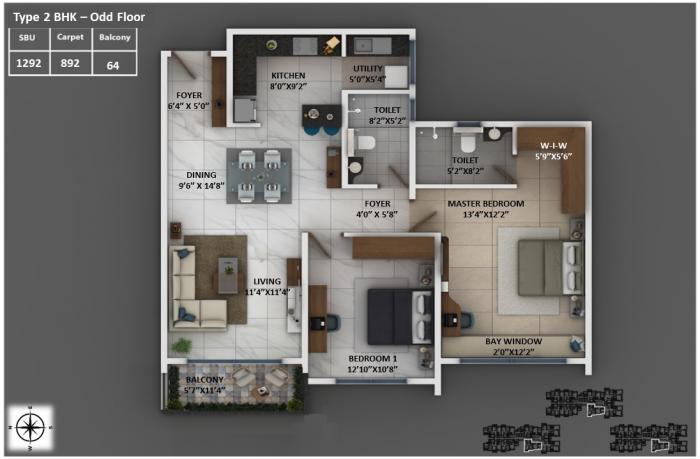 Type 2 BHK – Odd Floor
SBU Carpet Balcony
1292 892 64
KITCHEN
8'0"X9'2"
UTILITY
5'0"X5'4"
FOYER
6'4" X 5'0"
TOILET
8'2"X5'2"
W-I-W
5'9"X5'6"
TOILET
5'2"X8'2"
DINING
9'6" X 14'8"
FOYER
4'0" X 5'8"
MASTER BEDROOM
13'4"X12'2"
LIVING
11'4"X11'4"
BAY WINDOW
2'0"X12'2"
BEDROOM 1
12'10"X10'8"
BALCONY
5'7"X11'4"
E
N S
W